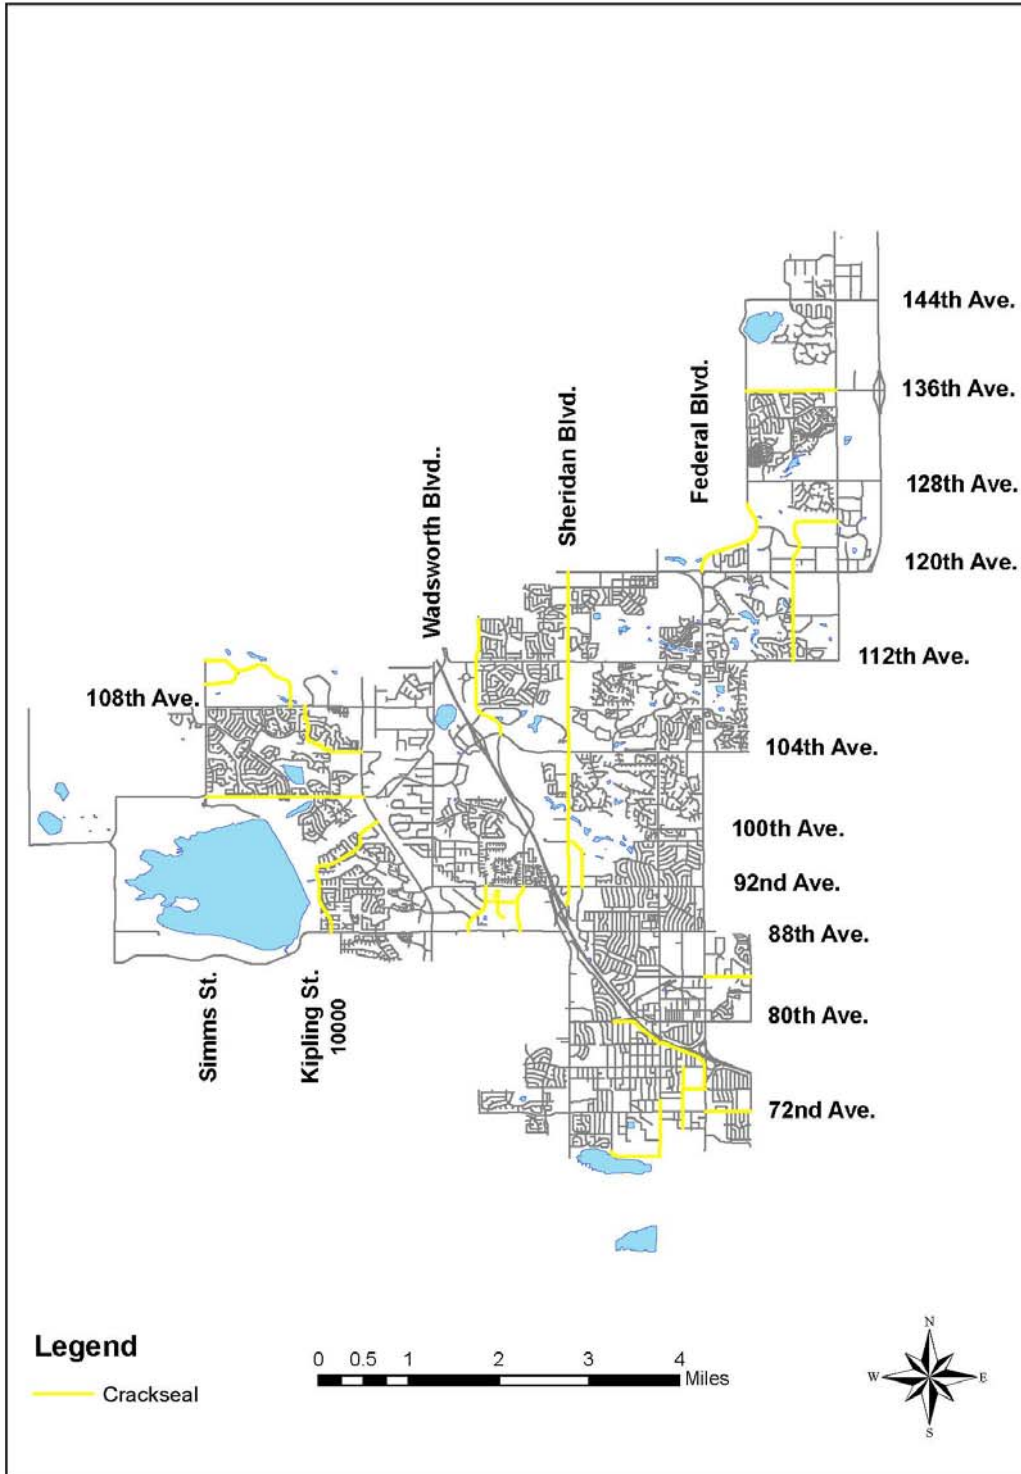 144th Ave.
136th Ave.
128th Ave.
120th Ave.
112th Ave.
108th Ave.
104th Ave.
100th Ave.
92nd Ave.
88th Ave.
80th Ave.
72nd Ave.
Federal Blvd.
Sheridan Blvd.
Wadsworth Blvd..
Simms St.
Kipling St.
10000
Legend
Crackseal
0 0.5 1 2 3 4
Miles
N
W E
S